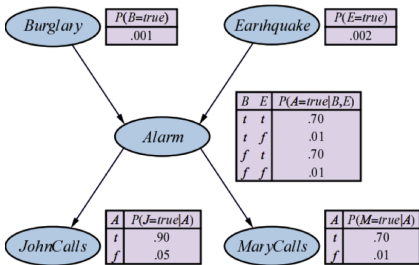 Burglary
P(B=true)
.001
Earthquake
P(E=true)
.002
Alarm
B E P(A=true|B,E)
t t .70
t f .01
f t .70
f f .01
JohnCalls
A P(J=true|A)
t .90
f .05
MaryCalls
A P(M=true|A)
t .70
f .01